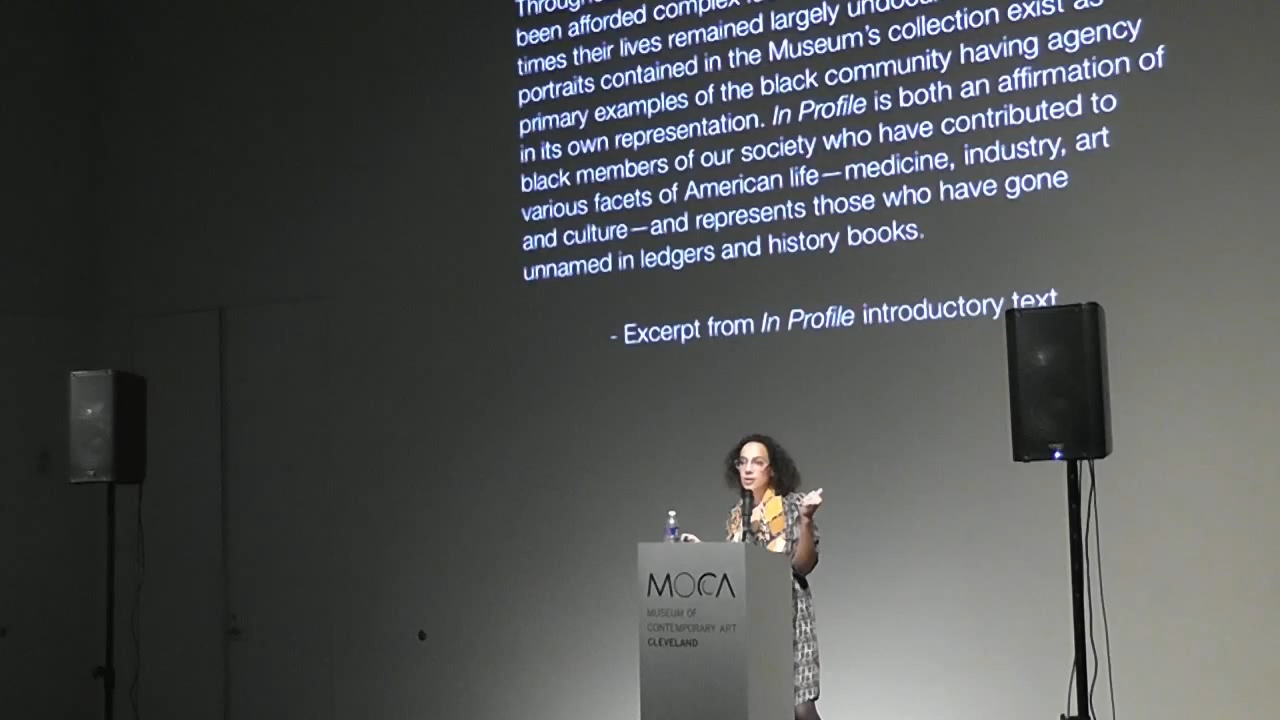 been afforded complex
times their lives remained largely
portraits contained in the Museum's collection exist as
primary examples of the black community having agency
in its own representation. In Profile is both an affirmation of
black members of our society who have contributed to
various facets of American life—medicine, industry, art
and culture—and represents those who have gone
unnamed in ledgers and history books.
- Excerpt from In Profile introductory text
MOCA
MUSEUM OF
CONTEMPORARY ART
CLEVELAND